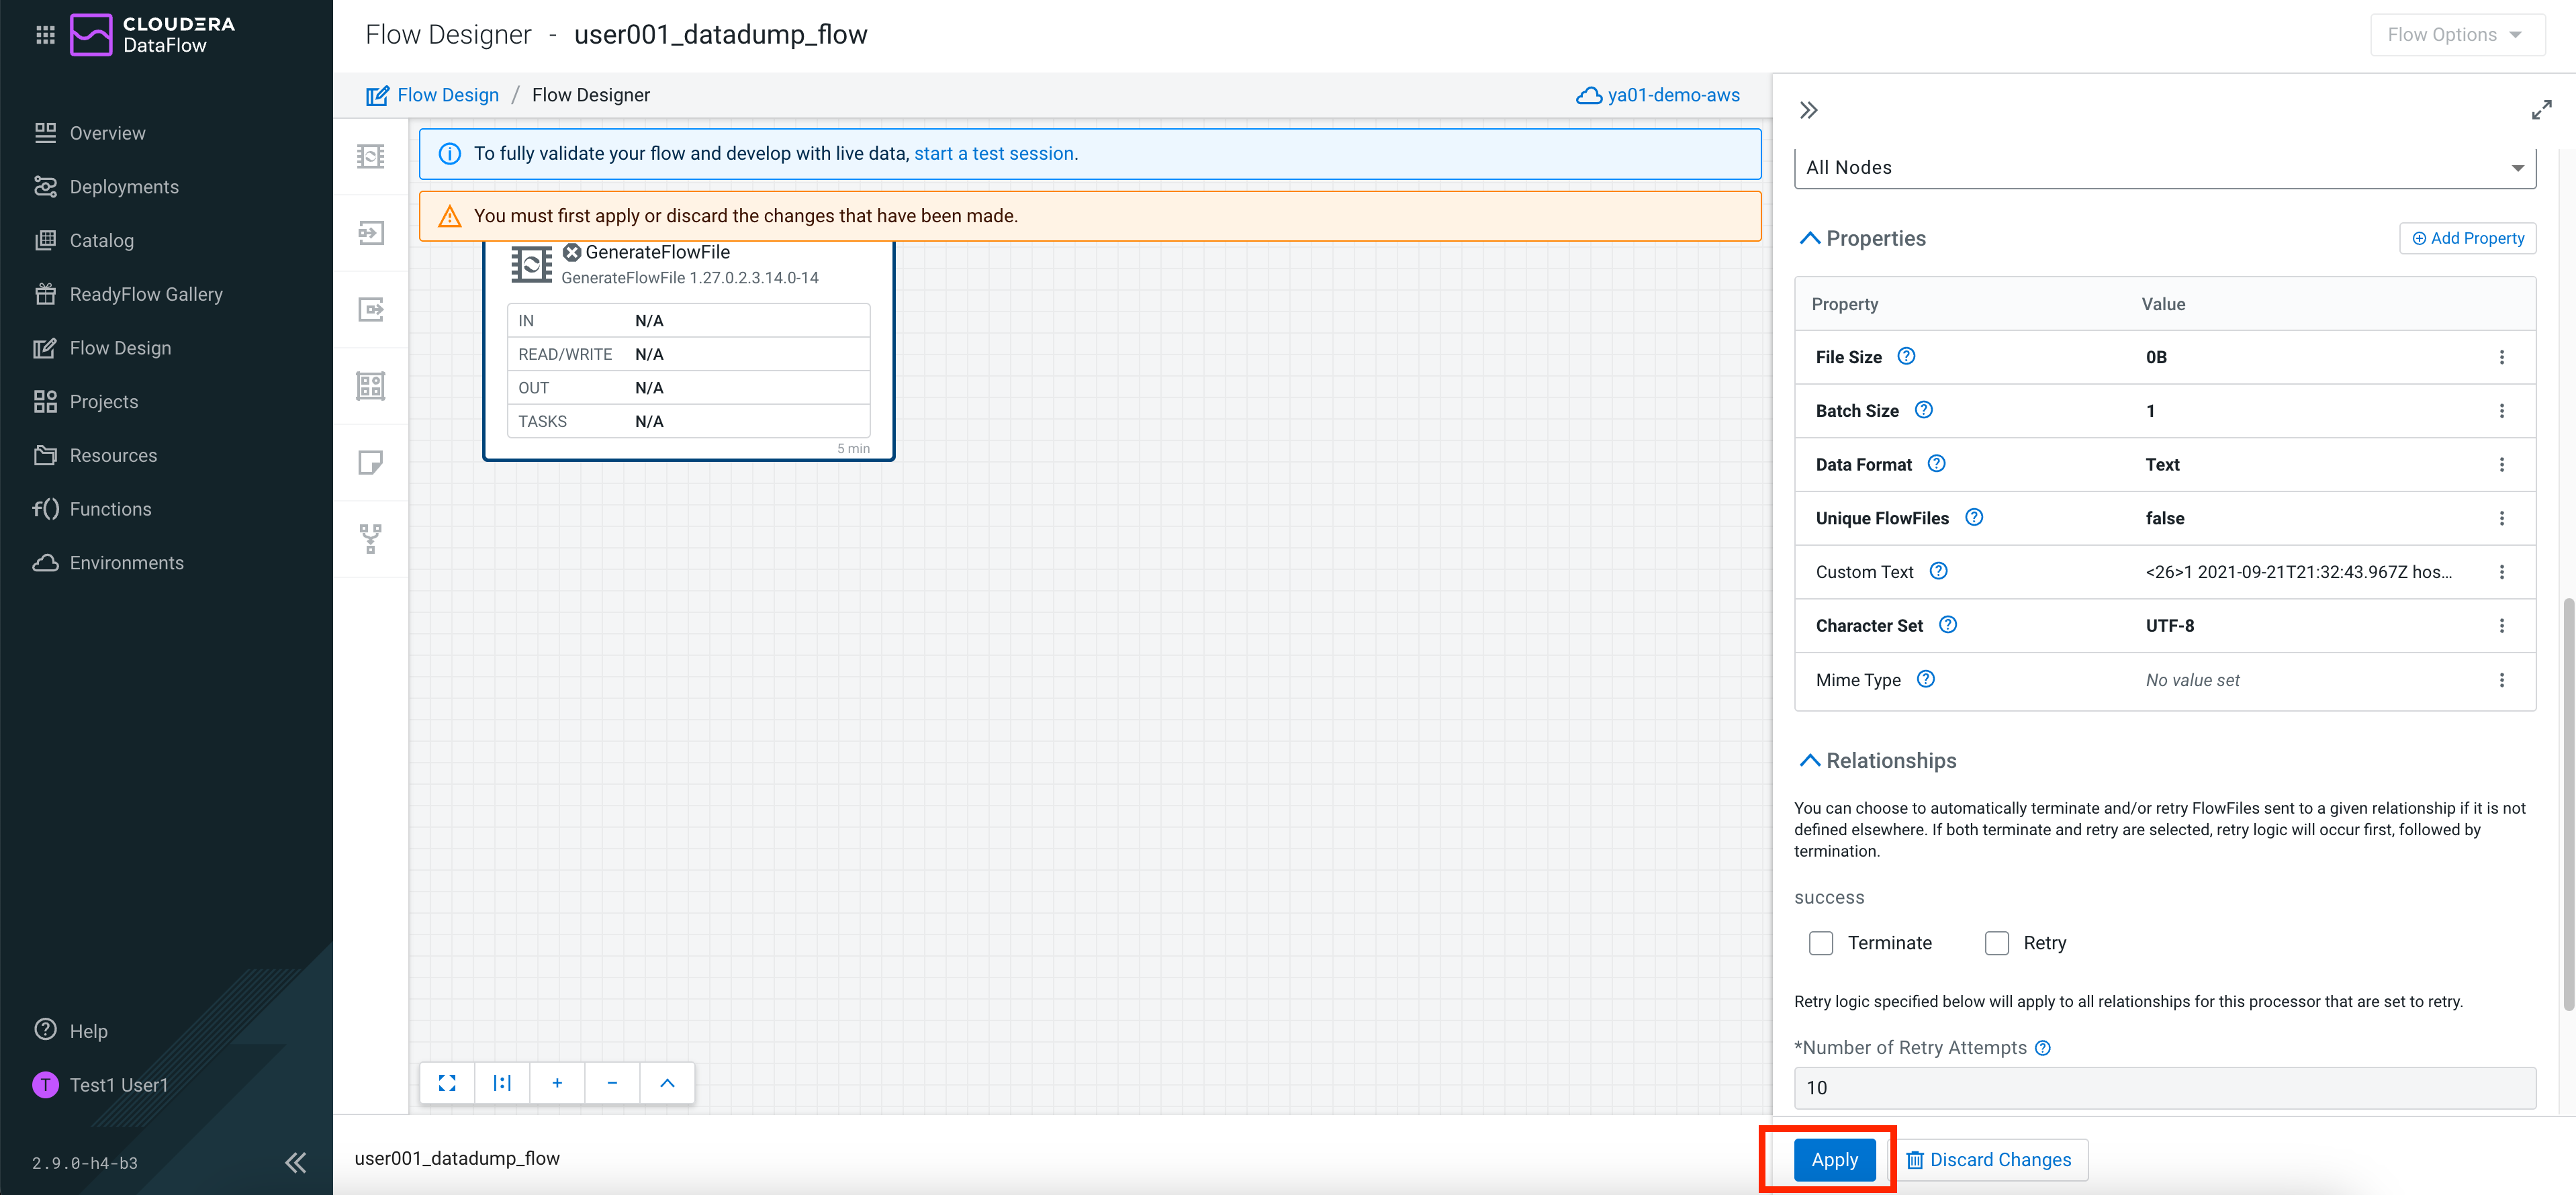 CLOUDERA
DataFlow
Overview
Deployments
Catalog
ReadyFlow Gallery
Flow Design
Projects
Resources
Functions
Environments
Help
T Test1 User1
2.9.0-h4-b3
Flow Designer - user001_datadump_flow
Flow Options
Flow Design / Flow Designer
ya01-demo-aws
To fully validate your flow and develop with live data, start a test session.
You must first apply or discard the changes that have been made.
GenerateFlowFile
GenerateFlowFile 1.27.0.2.3.14.0-14
IN N/A
READ/WRITE N/A
OUT N/A
TASKS N/A
5 min
user001_datadump_flow
All Nodes
Properties
Add Property
Property Value
File Size 0B
Batch Size 1
Data Format Text
Unique FlowFiles false
Custom Text <26>1 2021-09-21T21:32:43.967Z hos...
Character Set UTF-8
Mime Type No value set
Relationships
You can choose to automatically terminate and/or retry FlowFiles sent to a given relationship if it is not
defined elsewhere. If both terminate and retry are selected, retry logic will occur first, followed by
termination.
success
Terminate Retry
Retry logic specified below will apply to all relationships for this processor that are set to retry.
*Number of Retry Attempts
10
Apply Discard Changes